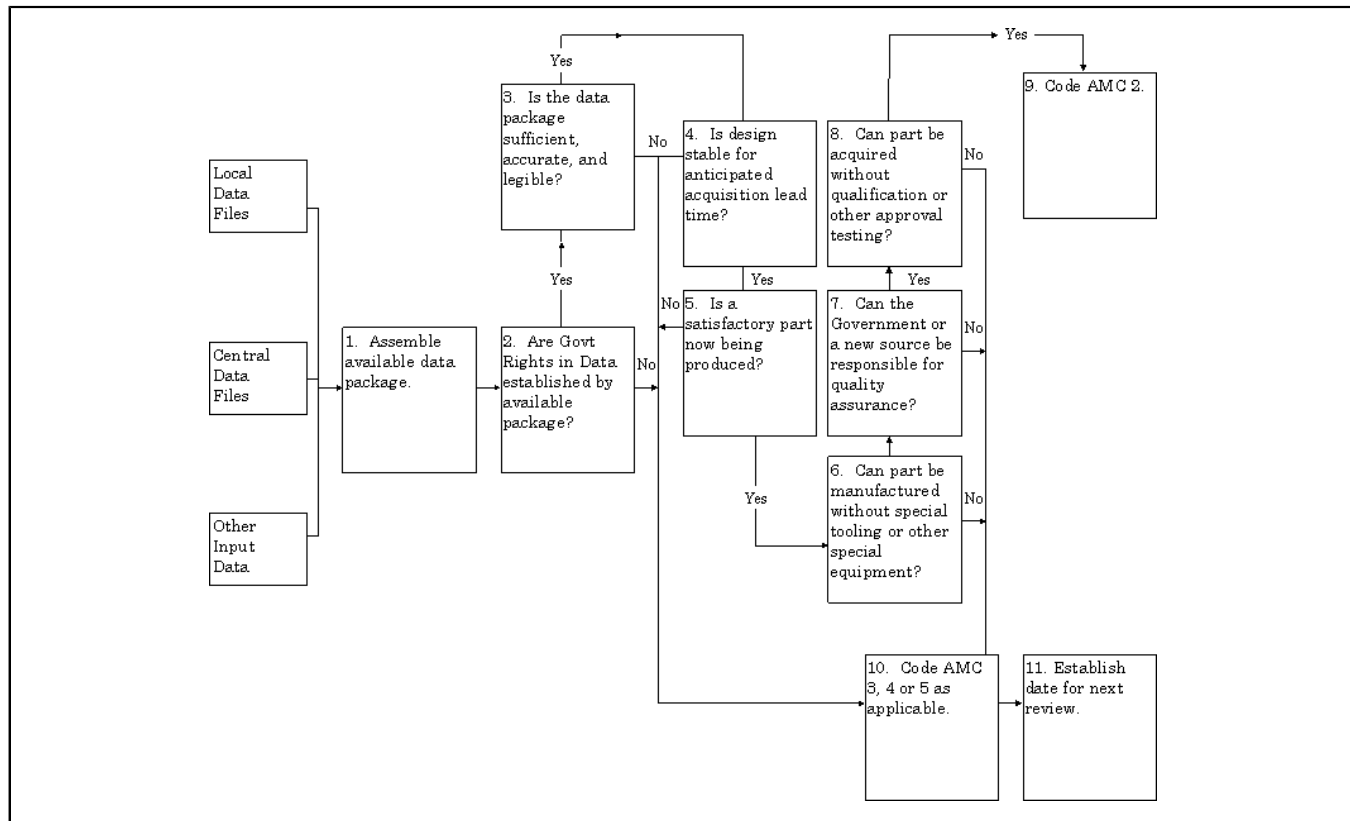 Local
Data
Files
Central
Data
Files
Other
Input
Data
1. Assemble
available data
package.
2. Are Govt
Rights in Data
established by
available
package?
No
Yes
3. Is the data
package
sufficient,
accurate, and
legible?
Yes
No
4. Is design
stable for
anticipated
acquisition lead
time?
Yes
No
5. Is a
satisfactory part
now being
produced?
Yes
6. Can part be
manufactured
without special
tooling or other
special
equipment?
No
7. Can the
Government or
a new source be
responsible for
quality
assurance?
No
Yes
8. Can part be
acquired
without
qualification or
other approval
testing?
No
Yes
9. Code AMC 2.
10. Code AMC
3, 4 or 5 as
applicable.
11. Establish
date for next
review.